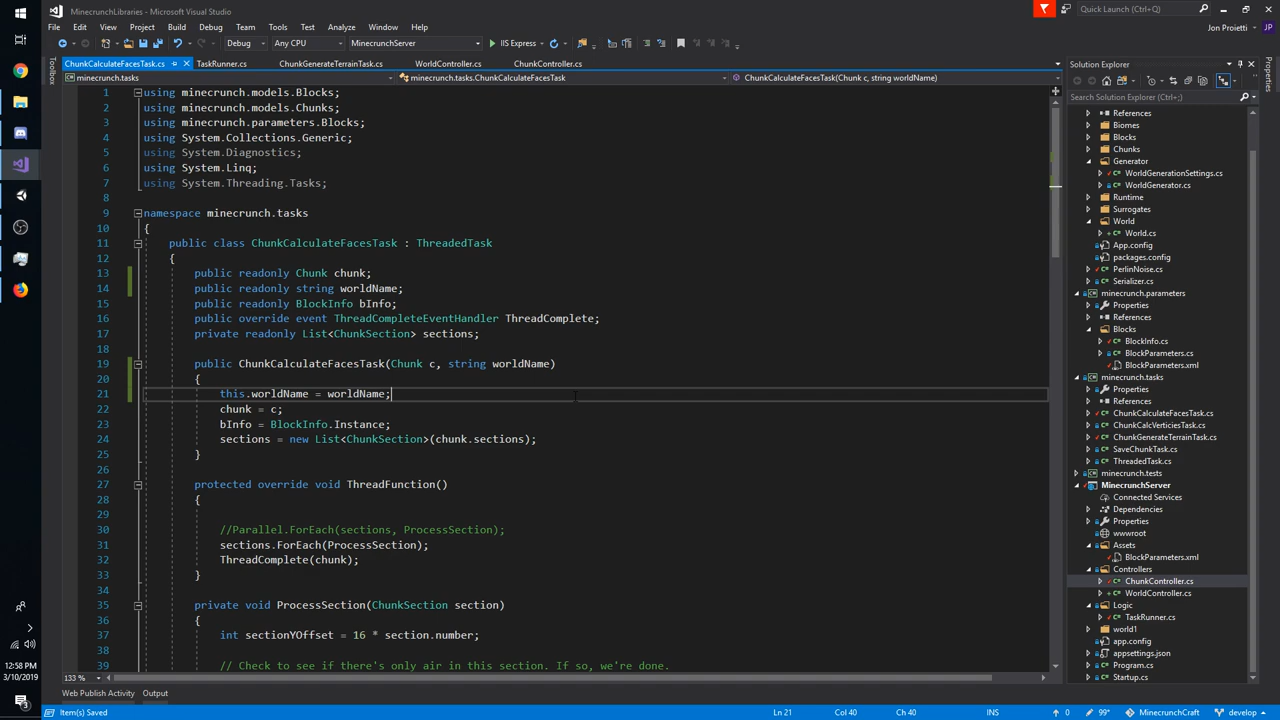 MinecrunchLibraries - Microsoft Visual Studio
Quick Launch (Ctrl+Q)
File Edit View Project Build Debug Team Tools Test Analyze Window Help
Jon Proietti JP
Debug Any CPU MinecrunchServer IIS Express
ChunkCalculateFacesTask.cs TaskRunner.cs ChunkGenerateTerrainTask.cs WorldController.cs ChunkController.cs
Toolbox
minecrunch.tasks minecrunch.tasks.ChunkCalculateFacesTask ChunkCalculateFacesTask(Chunk c, string worldName)
1 using minecrunch.models.Blocks;
2 using minecrunch.models.Chunks;
3 using minecrunch.parameters.Blocks;
4 using System.Collections.Generic;
5 using System.Diagnostics;
6 using System.Linq;
7 using System.Threading.Tasks;
8
9 namespace minecrunch.tasks
10 {
11 public class ChunkCalculateFacesTask : ThreadedTask
12 {
13 public readonly Chunk chunk;
14 public readonly string worldName;
15 public readonly BlockInfo bInfo;
16 public override event ThreadCompleteEventHandler ThreadComplete;
17 private readonly List<ChunkSection> sections;
18
19 public ChunkCalculateFacesTask(Chunk c, string worldName)
20 {
21 this.worldName = worldName;
22 chunk = c;
23 bInfo = BlockInfo.Instance;
24 sections = new List<ChunkSection>(chunk.sections);
25 }
26
27 protected override void ThreadFunction()
28 {
29
30 //Parallel.ForEach(sections, ProcessSection);
31 sections.ForEach(ProcessSection);
32 ThreadComplete(chunk);
33 }
34
35 private void ProcessSection(ChunkSection section)
36 {
37 int sectionYOffset = 16 * section.number;
38
39 // Check to see if there's only air in this section. If so, we're done.
133 %
Solution Explorer
Search Solution Explorer (Ctrl+;)
References
Biomes
Blocks
Chunks
Generator
WorldGenerationSettings.cs
WorldGenerator.cs
Runtime
Surrogates
World
World.cs
App.config
packages.config
PerlinNoise.cs
Serializer.cs
minecrunch.parameters
Properties
References
Blocks
BlockInfo.cs
BlockParameters.cs
BlockParameters.xml
minecrunch.tasks
Properties
References
ChunkCalculateFacesTask.cs
ChunkCalcVerticiesTask.cs
ChunkGenerateTerrainTask.cs
SaveChunkTask.cs
ThreadedTask.cs
minecrunch.tests
MinecrunchServer
Connected Services
Dependencies
Properties
wwwroot
Assets
BlockParameters.xml
Controllers
ChunkController.cs
WorldController.cs
Logic
TaskRunner.cs
world1
app.config
appsettings.json
Program.cs
Startup.cs
Properties
Web Publish Activity Output
Item(s) Saved Ln 21 Col 40 Ch 40 INS 0 99* MinecrunchCraft develop
12:58 PM
3/10/2019
3